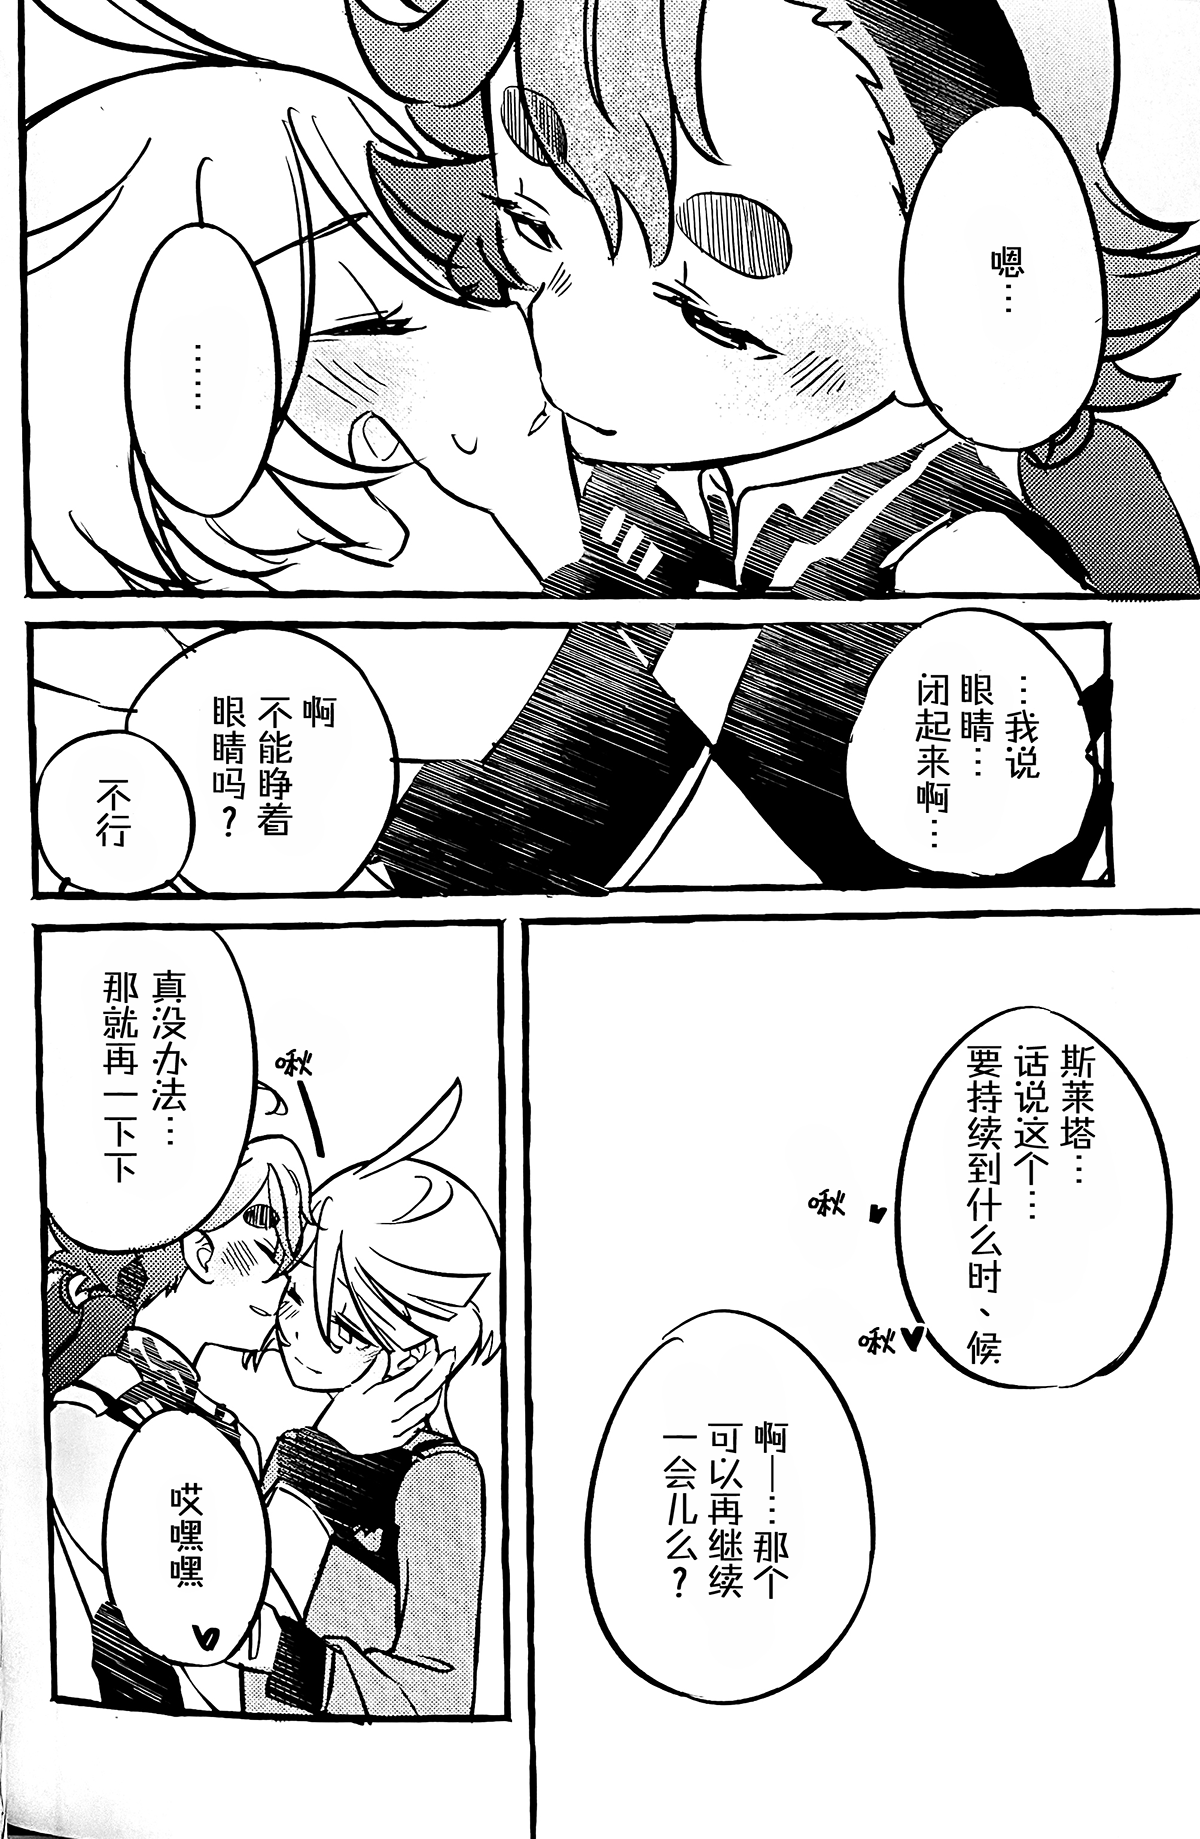 嗯…
……
…我说
眼睛…
闭起来啊…
啊
不能睁着
眼睛吗？
不行
斯莱塔…
话说这个…
要持续到什么时、候
啾
啾
啊—…那个
可以再继续
一会儿么？
啾
真没办法…
那就再一下下
哎嘿嘿